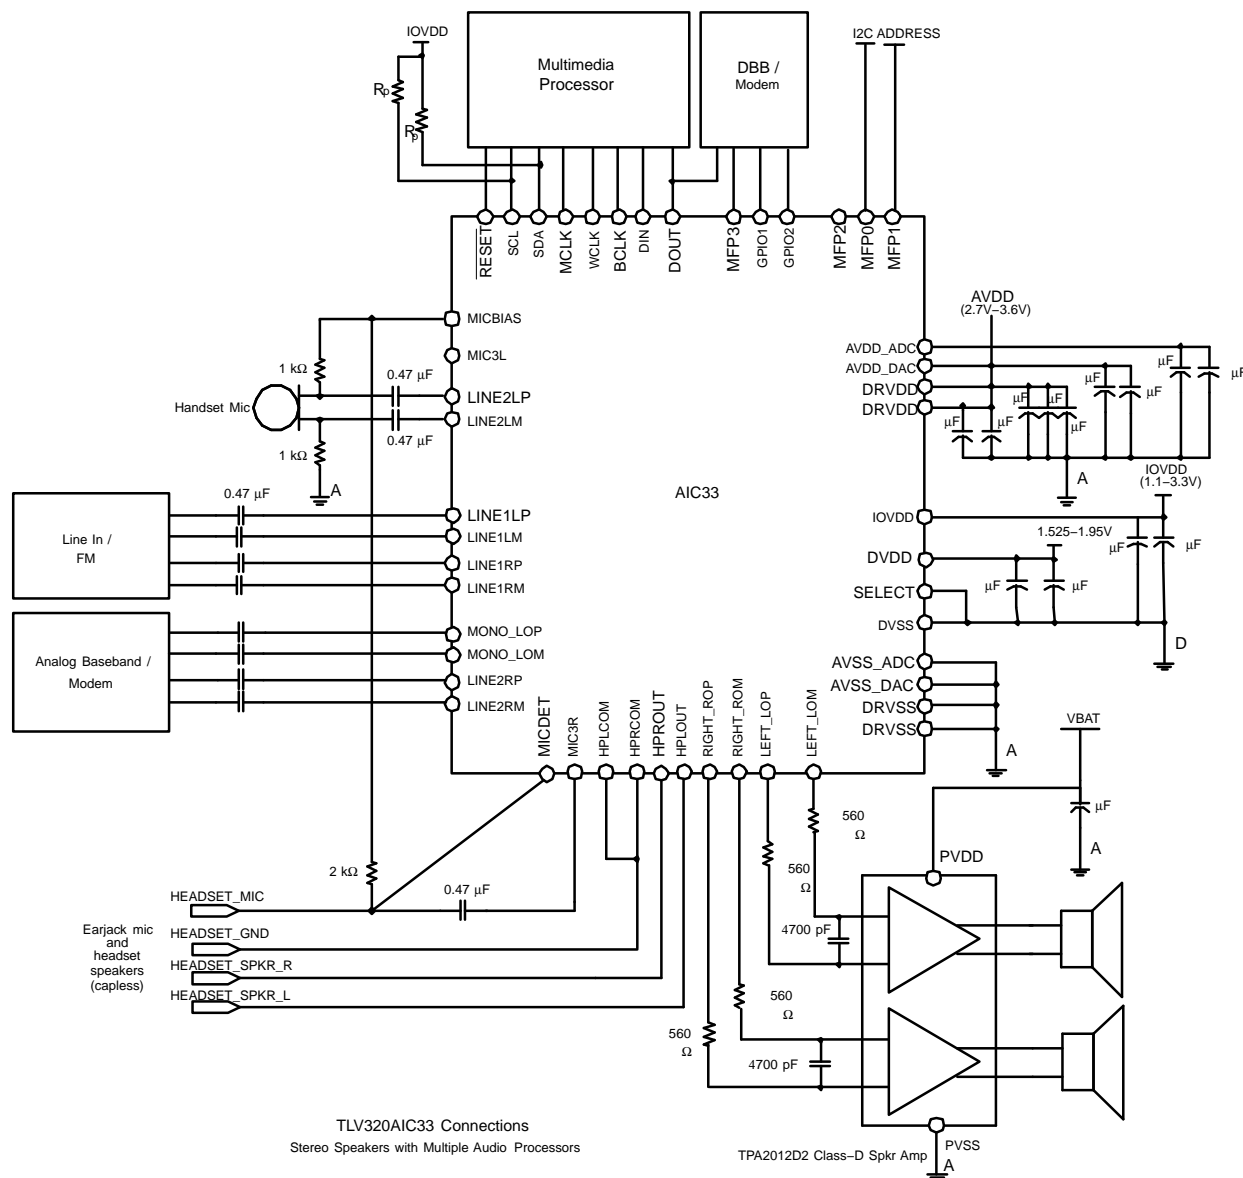 IOVDD
Multimedia
Processor
DBB /
Modem
I2C ADDRESS
Rp
Rp
RESET
SCL
SDA
MCLK
WCLK
BCLK
DIN
DOUT
MFP3
GPIO1
GPIO2
MFP2
MFP0
MFP1
MICBIAS
MIC3L
1 kΩ
0.47 µF
Handset Mic
LINE2LP
LINE2LM
0.47 µF
1 kΩ
A
AVDD
(2.7V−3.6V)
AVDD_ADC
AVDD_DAC
DRVDD
DRVDD
µF
µF
µF
µF
µF
µF
µF
µF
µF
A
AIC33
Line In /
FM
0.47 µF
LINE1LP
LINE1LM
LINE1RP
LINE1RM
IOVDD
(1.1−3.3V)
IOVDD
1.525−1.95V
DVDD
SELECT
DVSS
µF
µF
µF
µF
D
Analog Baseband /
Modem
MONO_LOP
MONO_LOM
LINE2RP
LINE2RM
AVSS_ADC
AVSS_DAC
DRVSS
DRVSS
A
MICDET
MIC3R
HPLCOM
HPRCOM
HPROUT
HPLOUT
RIGHT_ROP
RIGHT_ROM
LEFT_LOP
LEFT_LOM
VBAT
µF
A
560
Ω
560
Ω
PVDD
2 kΩ
0.47 µF
HEADSET_MIC
HEADSET_GND
HEADSET_SPKR_R
HEADSET_SPKR_L
Earjack mic
and
headset
speakers
(capless)
4700 pF
560
Ω
560
Ω
4700 pF
TLV320AIC33 Connections
Stereo Speakers with Multiple Audio Processors
TPA2012D2 Class−D Spkr Amp
PVSS
A